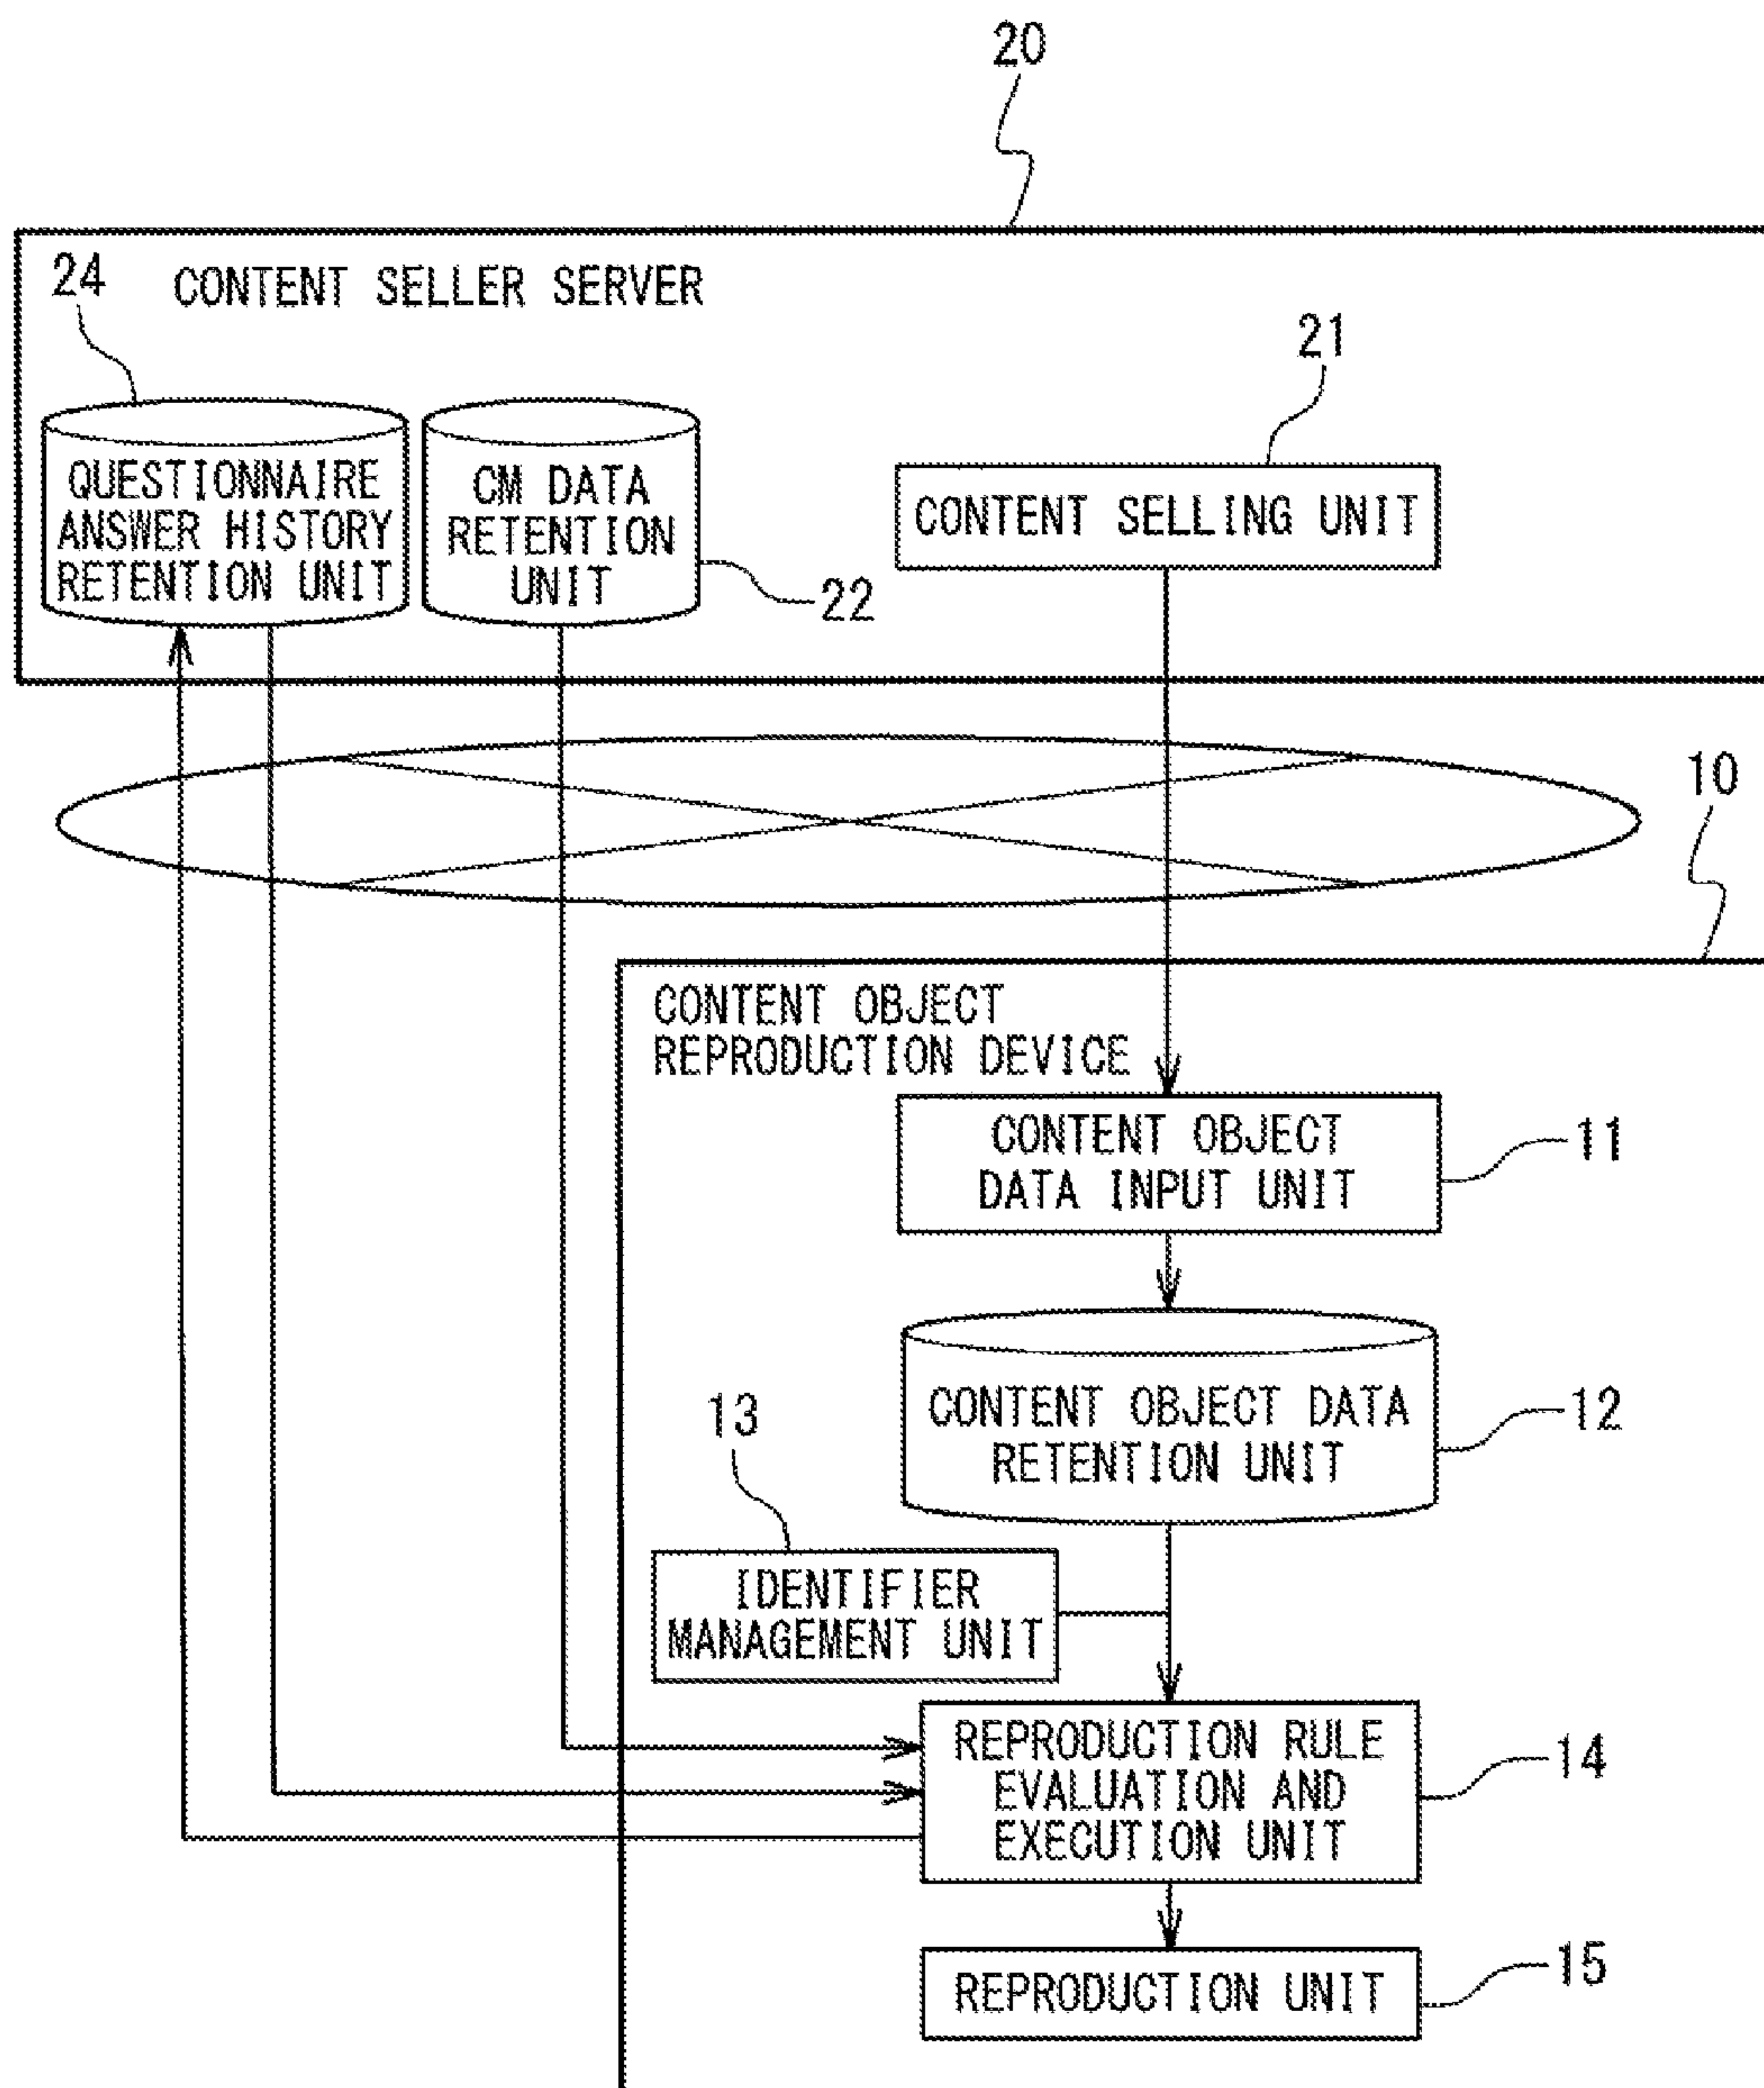 20
24
CONTENT SELLER SERVER
21
QUESTIONNAIRE
ANSWER HISTORY
RETENTION UNIT
CM DATA
RETENTION
UNIT
22
CONTENT SELLING UNIT
10
CONTENT OBJECT
REPRODUCTION DEVICE
CONTENT OBJECT
DATA INPUT UNIT
11
CONTENT OBJECT DATA
RETENTION UNIT
12
13
IDENTIFIER
MANAGEMENT UNIT
REPRODUCTION RULE
EVALUATION AND
EXECUTION UNIT
14
REPRODUCTION UNIT
15